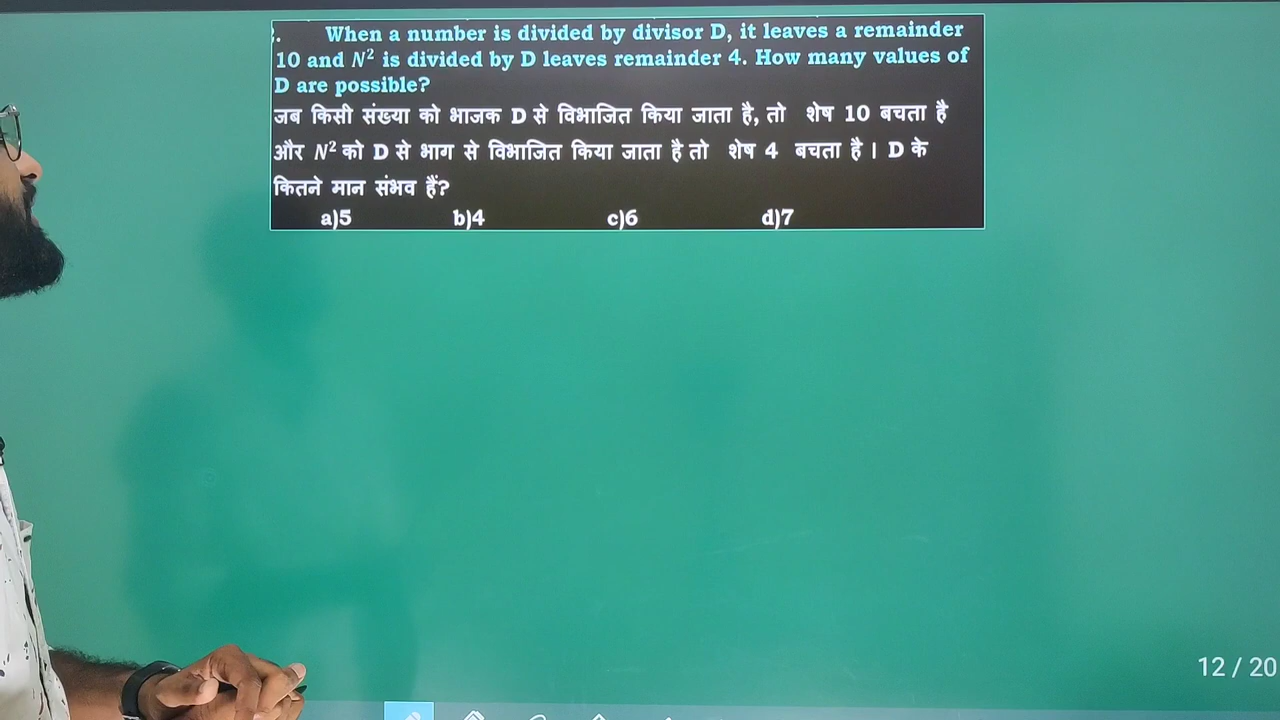 When a number is divided by divisor D, it leaves a remainder
10 and N² is divided by D leaves remainder 4. How many values of
D are possible?
जब किसी संख्या को भाजक D से विभाजित किया जाता है, तो शेष 10 बचता है
और N² को D से भाग से विभाजित किया जाता है तो शेष 4 बचता है। D के
कितने मान संभव हैं?
a)5 b)4 c)6 d)7
12 / 20